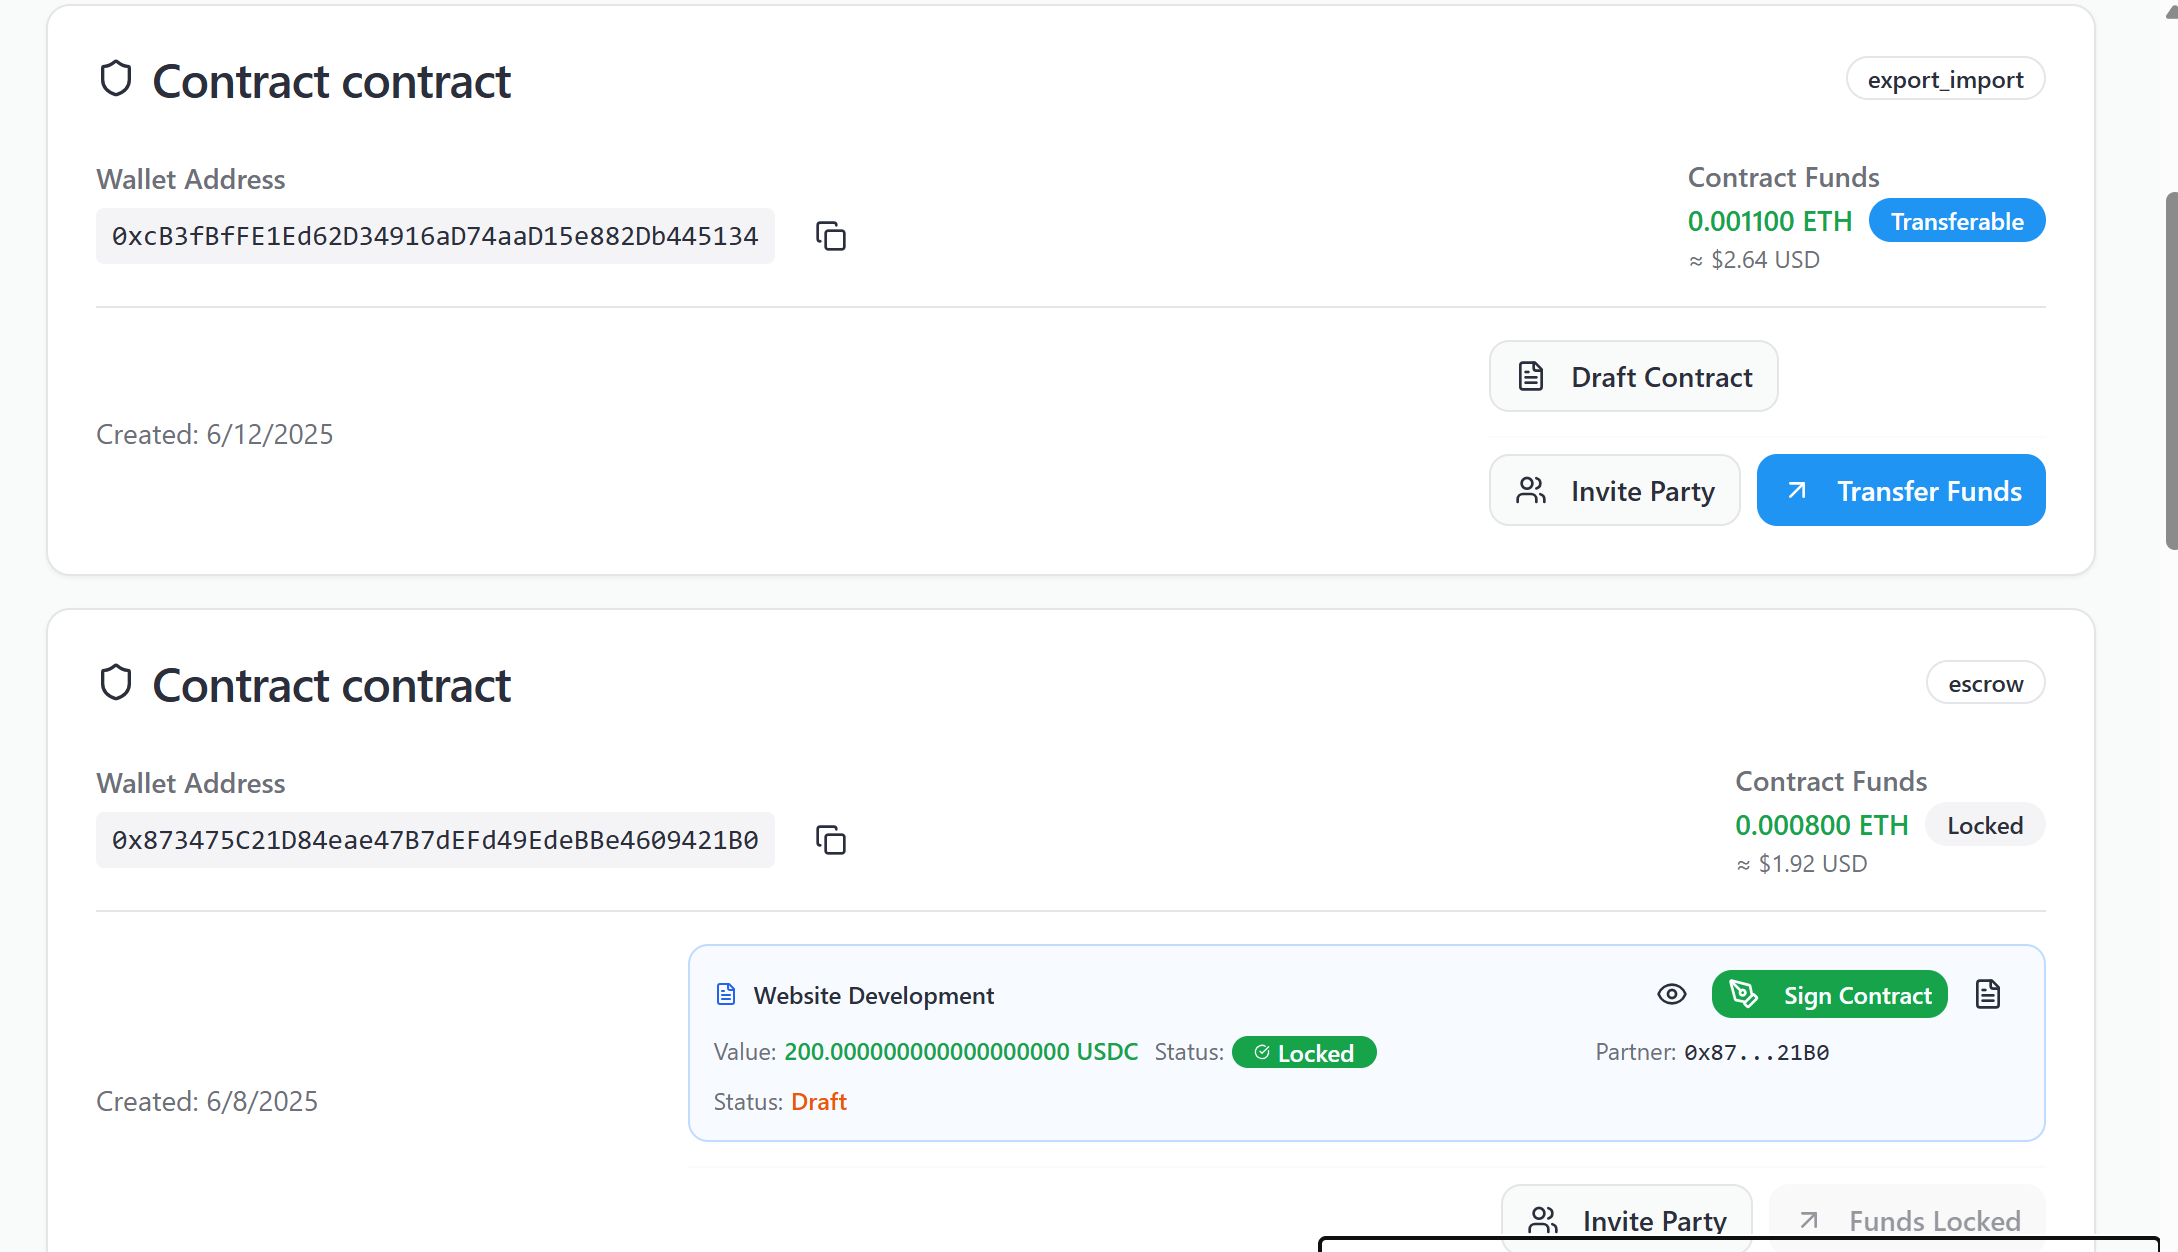 Contract contract
export_import
Wallet Address
0xcB3fBfFE1Ed62D34916aD74aaD15e882Db445134
Contract Funds
0.001100 ETH Transferable
≈ $2.64 USD
Draft Contract
Created: 6/12/2025
Invite Party Transfer Funds
Contract contract
escrow
Wallet Address
0x873475C21D84eae47B7dEFd49EdeBBe4609421B0
Contract Funds
0.000800 ETH Locked
≈ $1.92 USD
Website Development Sign Contract
Value: 200.000000000000000000 USDC Status: Locked Partner: 0x87...21B0
Status: Draft
Created: 6/8/2025
Invite Party Funds Locked